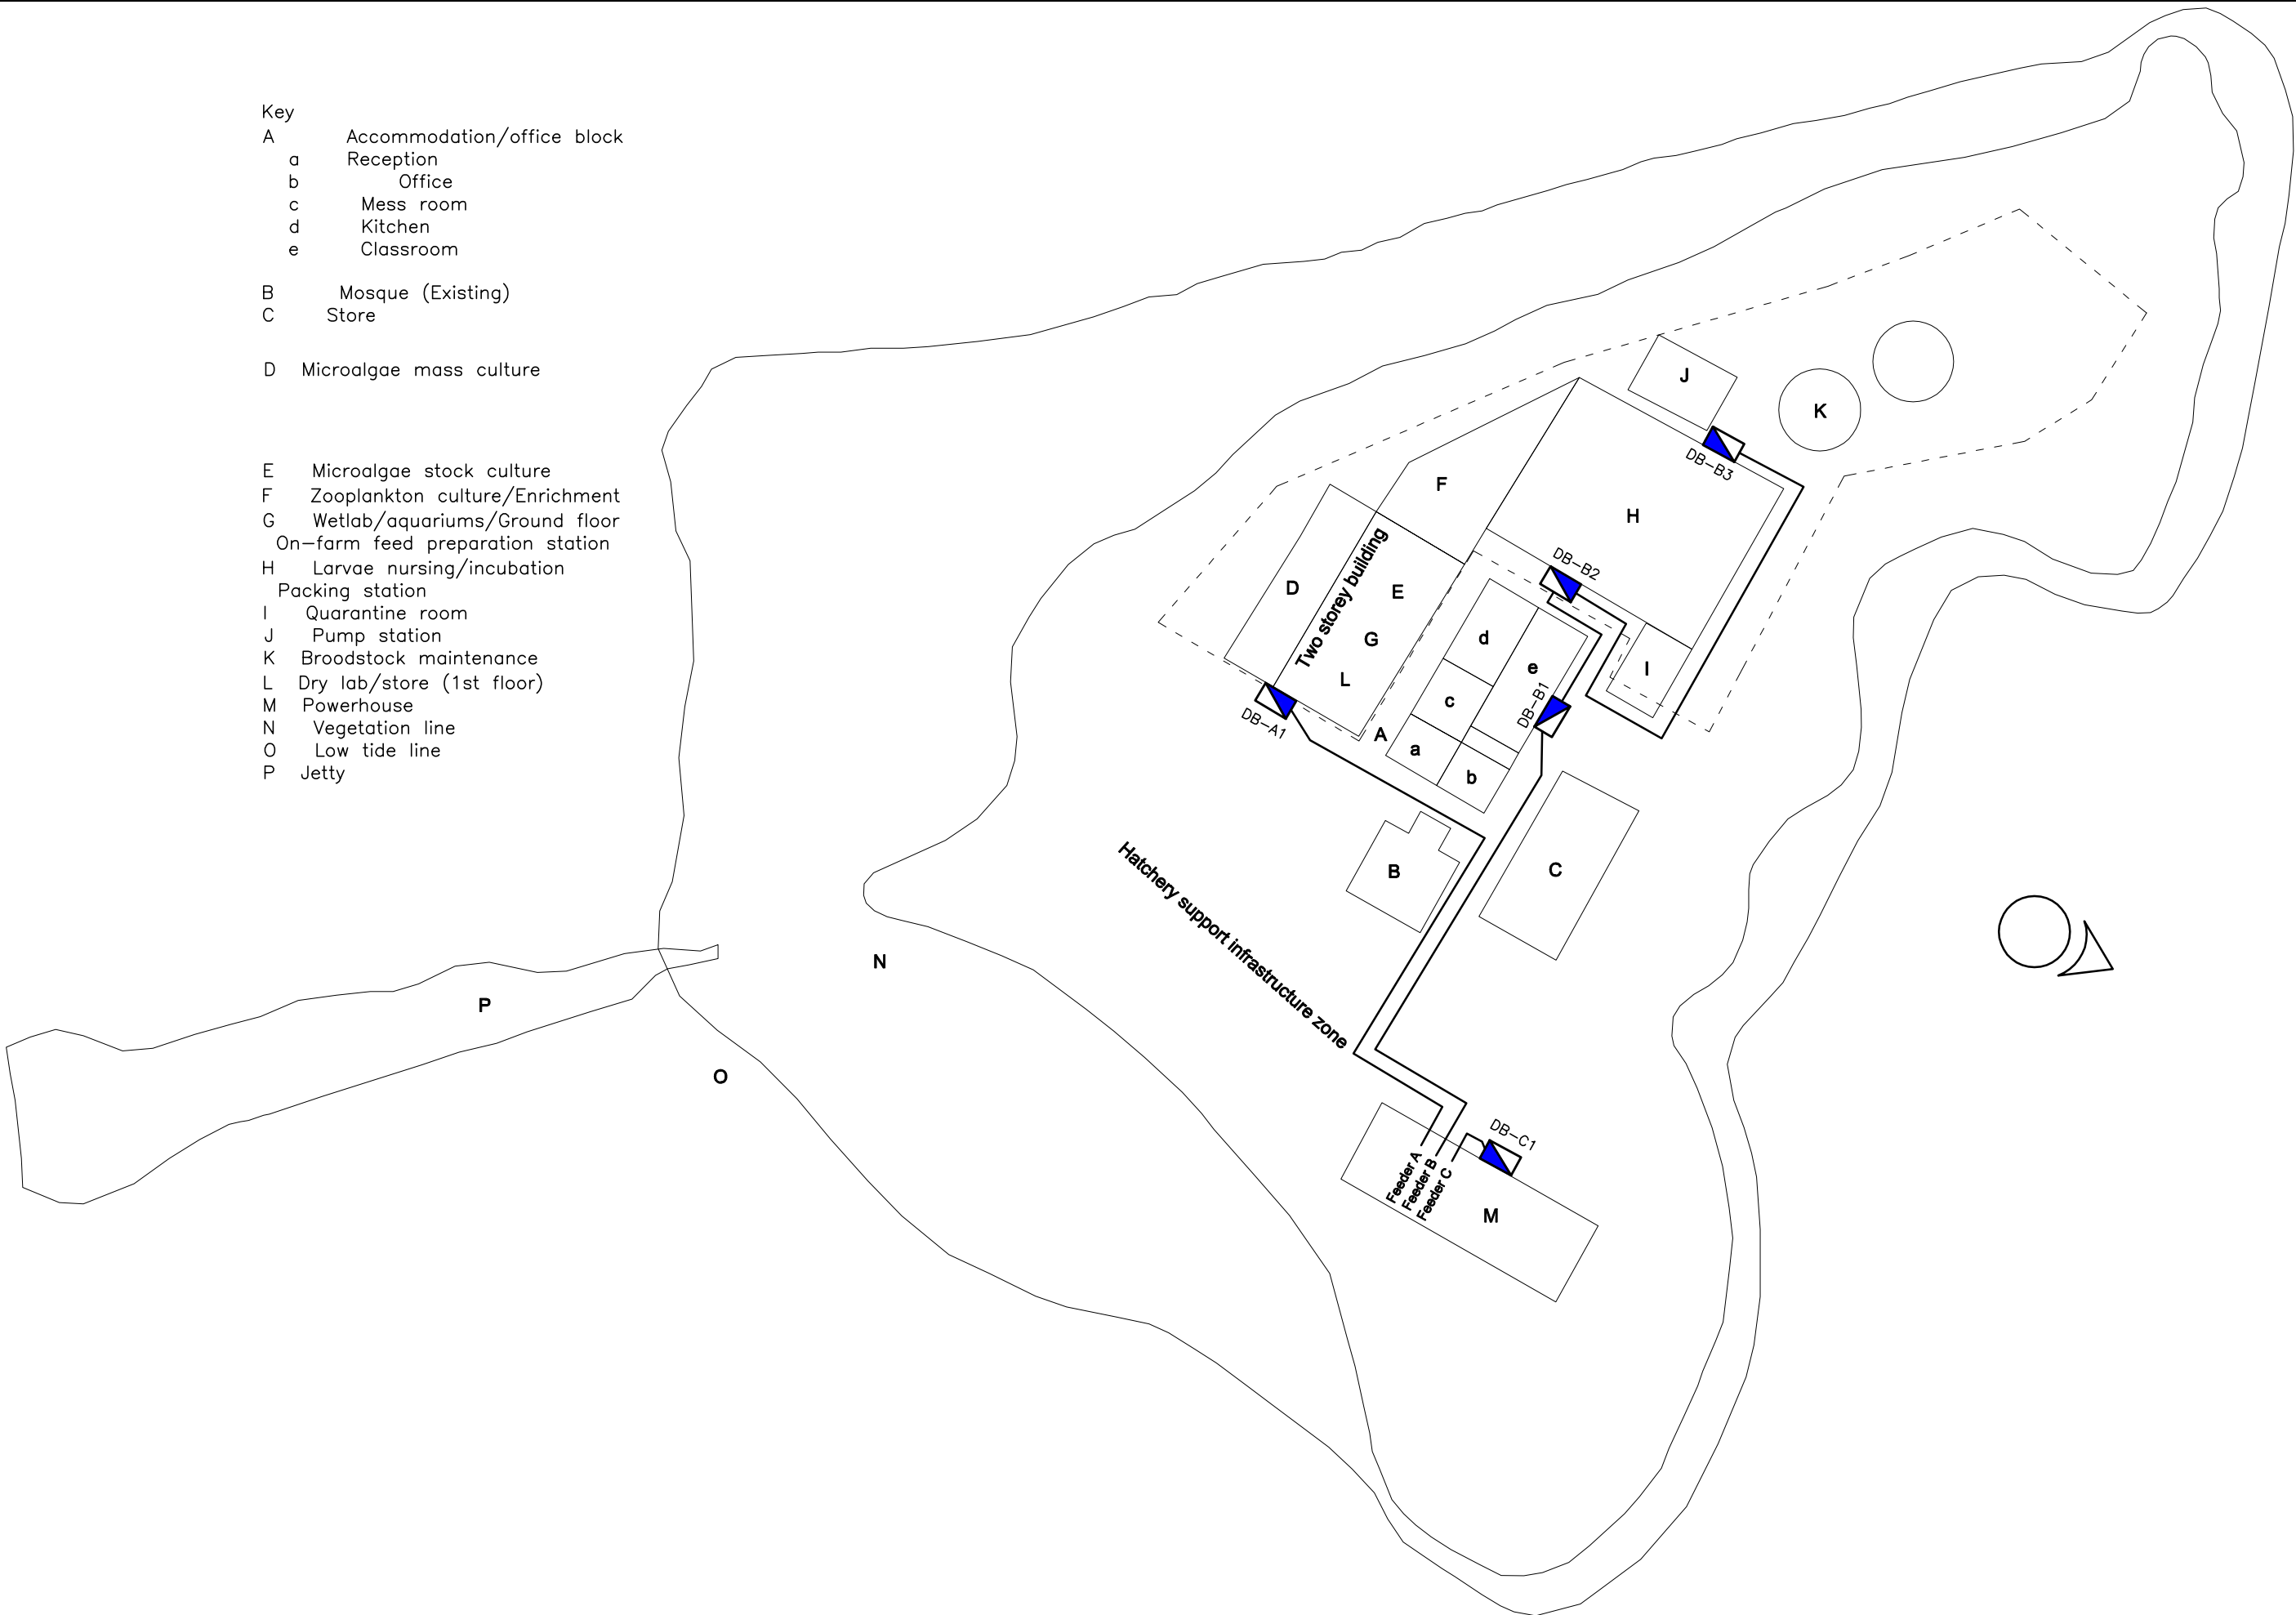 Key
A Accommodation/office block
a Reception
b Office
c Mess room
d Kitchen
e Classroom
B Mosque (Existing)
C Store
D Microalgae mass culture
E Microalgae stock culture
F Zooplankton culture/Enrichment
G Wetlab/aquariums/Ground floor
On-farm feed preparation station
H Larvae nursing/incubation
Packing station
I Quarantine room
J Pump station
K Broodstock maintenance
L Dry lab/store (1st floor)
M Powerhouse
N Vegetation line
O Low tide line
P Jetty
J
K
DB-B3
F
H
Two storey building
D
E
G
L
DB-B2
d
e
I
c
DB-B1
DB-A1
A
a
b
B
C
Hatchery support infrastructure zone
N
P
O
DB-C1
Feeder A
Feeder B
Feeder C
M